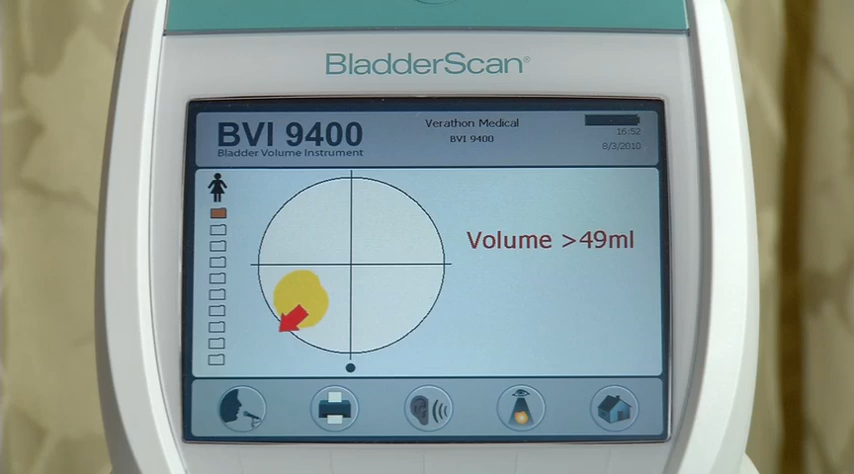 BladderScan®
BVI 9400
Bladder Volume Instrument
Verathon Medical
BVI 9400
16:52
8/3/2010
Volume >49ml